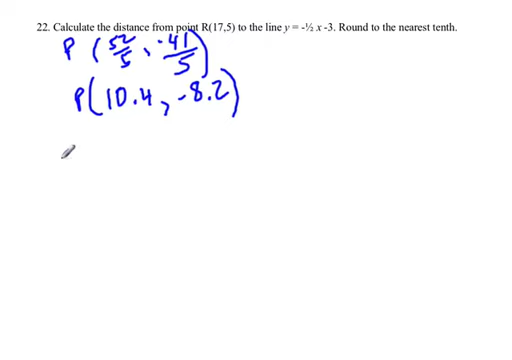 22. Calculate the distance from point R(17,5) to the line y = -½ x -3. Round to the nearest tenth.
P ( 52/5 , -41/5 )
P(10.4, -8.2)